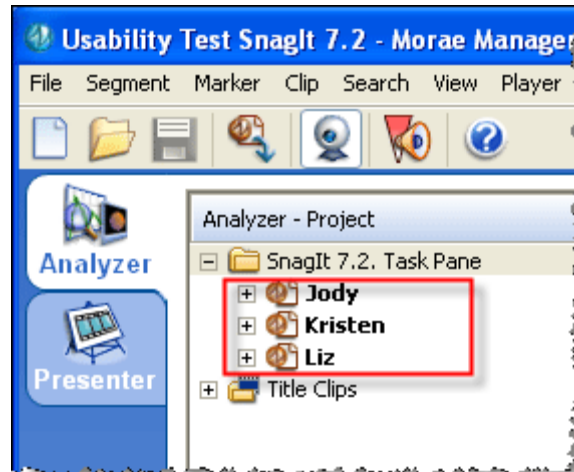 Usability Test SnagIt 7.2 - Morae Manager
File Segment Marker Clip Search View Player
Analyzer - Project
Analyzer
SnagIt 7.2. Task Pane
Jody
Kristen
Liz
Presenter
Title Clips